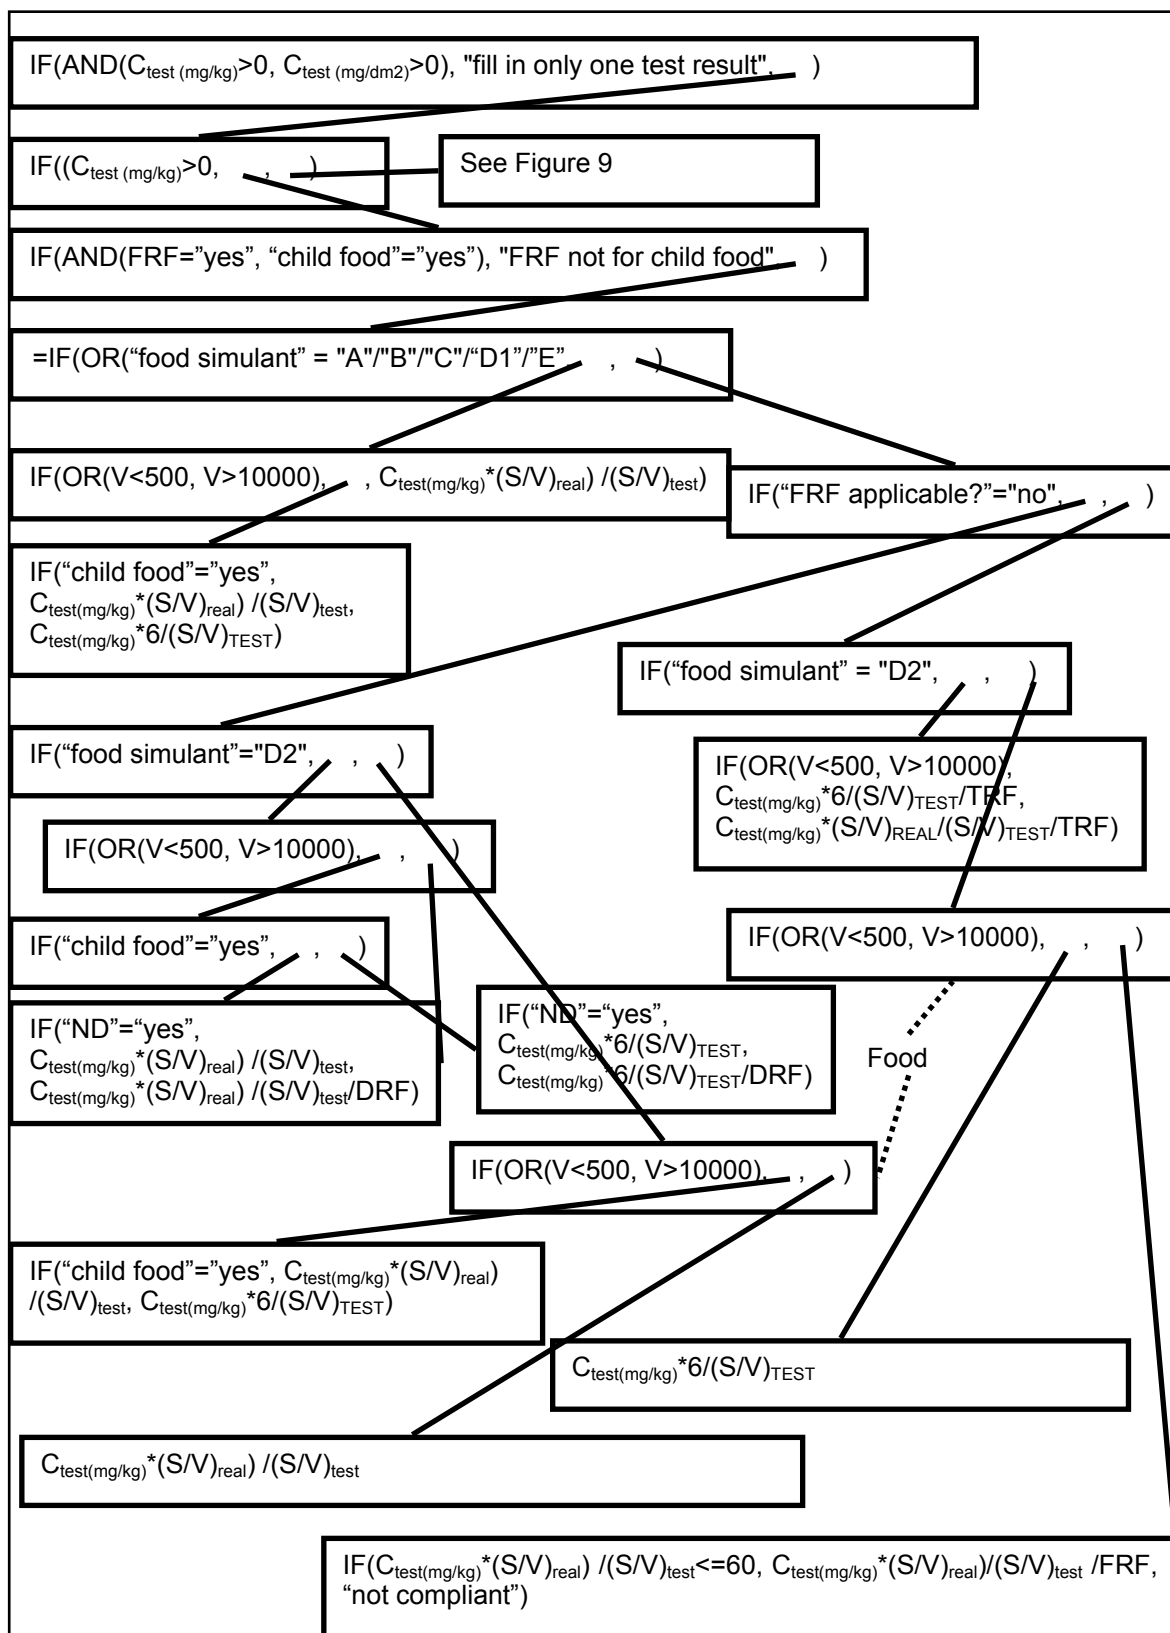 IF(AND(Ctest (mg/kg)>0, Ctest (mg/dm2)>0), "fill in only one test result", )
IF((Ctest (mg/kg)>0, , )
See Figure 9
IF(AND(FRF=”yes”, “child food”=”yes”), "FRF not for child food", )
=IF(OR(“food simulant” = "A"/"B"/"C"/“D1”/”E”, , )
IF(OR(V<500, V>10000), , Ctest(mg/kg)*(S/V)real) /(S/V)test)
IF(“FRF applicable?”="no", , )
IF(“child food”=”yes”,
Ctest(mg/kg)*(S/V)real) /(S/V)test,
Ctest(mg/kg)*6/(S/V)TEST)
IF(“food simulant” = "D2", , )
IF(“food simulant”="D2", , )
IF(OR(V<500, V>10000),
Ctest(mg/kg)*6/(S/V)TEST/TRF,
Ctest(mg/kg)*(S/V)REAL/(S/V)TEST/TRF)
IF(OR(V<500, V>10000), , )
IF(“child food”=”yes”, , )
IF(OR(V<500, V>10000), , )
IF(“ND”=“yes”,
Ctest(mg/kg)*(S/V)real) /(S/V)test,
Ctest(mg/kg)*(S/V)real) /(S/V)test/DRF)
IF(“ND”=“yes”,
Ctest(mg/kg)*6/(S/V)TEST,
Ctest(mg/kg)*6/(S/V)TEST/DRF)
Food
IF(OR(V<500, V>10000), , )
IF(“child food”=”yes”, Ctest(mg/kg)*(S/V)real)
/(S/V)test, Ctest(mg/kg)*6/(S/V)TEST)
Ctest(mg/kg)*6/(S/V)TEST
Ctest(mg/kg)*(S/V)real) /(S/V)test
IF(Ctest(mg/kg)*(S/V)real) /(S/V)test<=60, Ctest(mg/kg)*(S/V)real)/(S/V)test /FRF,
“not compliant”)